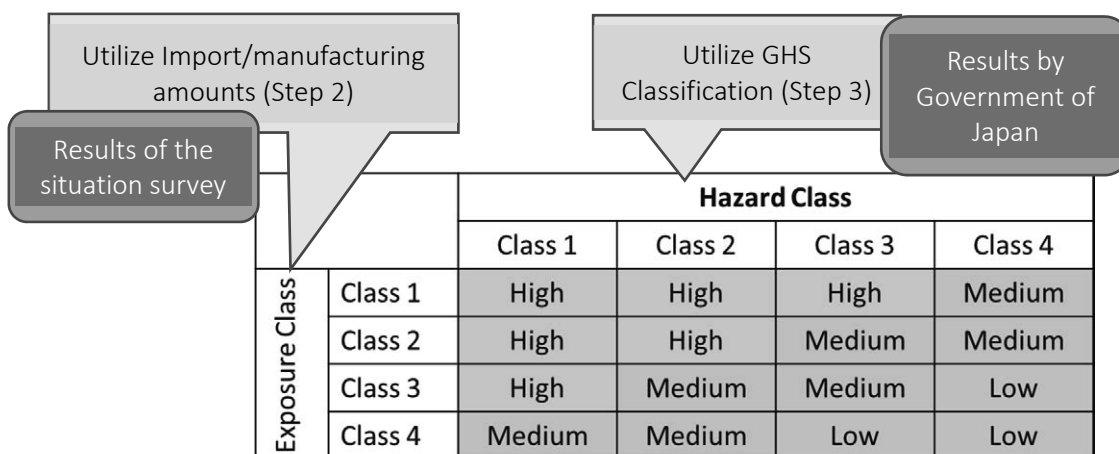 Utilize Import/manufacturing
amounts (Step 2)
Results of the
situation survey
Utilize GHS
Classification (Step 3)
Results by
Government of
Japan
Hazard Class
Class 1 Class 2 Class 3 Class 4
Exposure Class
Class 1 High High High Medium
Class 2 High High Medium Medium
Class 3 High Medium Medium Low
Class 4 Medium Medium Low Low